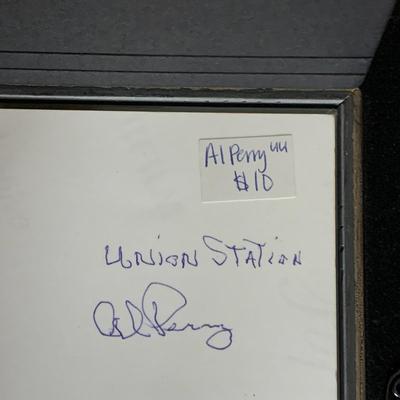 Al Perry "44
$10
Union Station
Al Perry